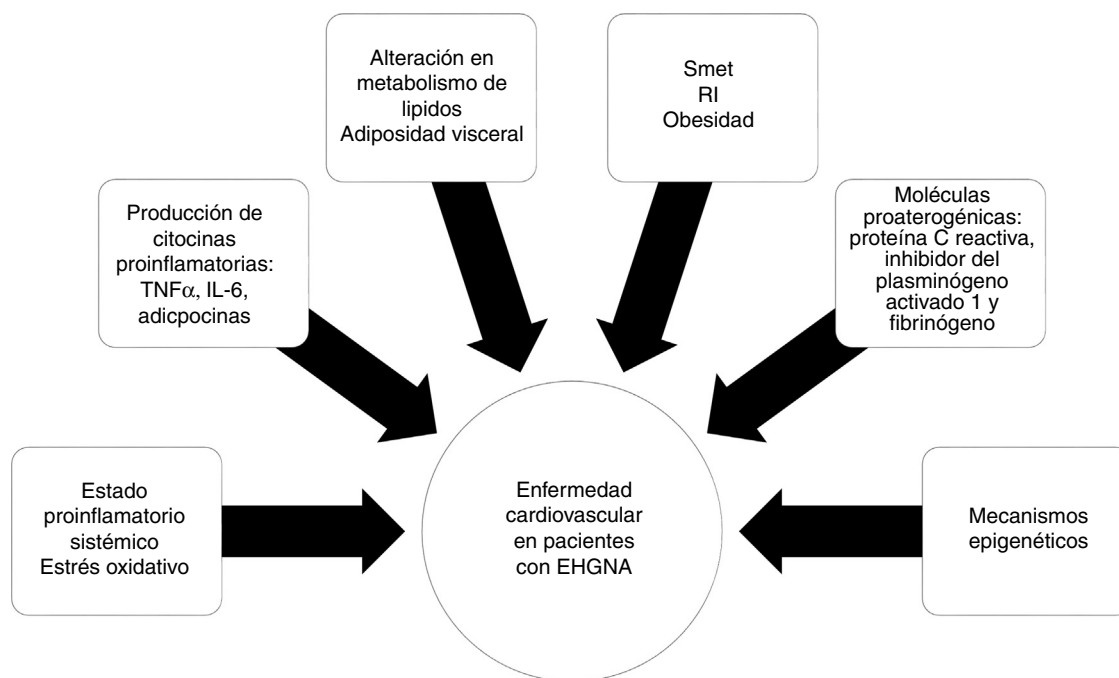 Alteración en
metabolismo de
lipidos
Adiposidad visceral
Smet
RI
Obesidad
Producción de
citocinas
proinflamatorias:
TNFα, IL-6,
adicpocinas
Moléculas
proaterogénicas:
proteína C reactiva,
inhibidor del
plasminógeno
activado 1 y
fibrinógeno
Estado
proinflamatorio
sistémico
Estrés oxidativo
Enfermedad
cardiovascular
en pacientes
con EHGNA
Mecanismos
epigenéticos